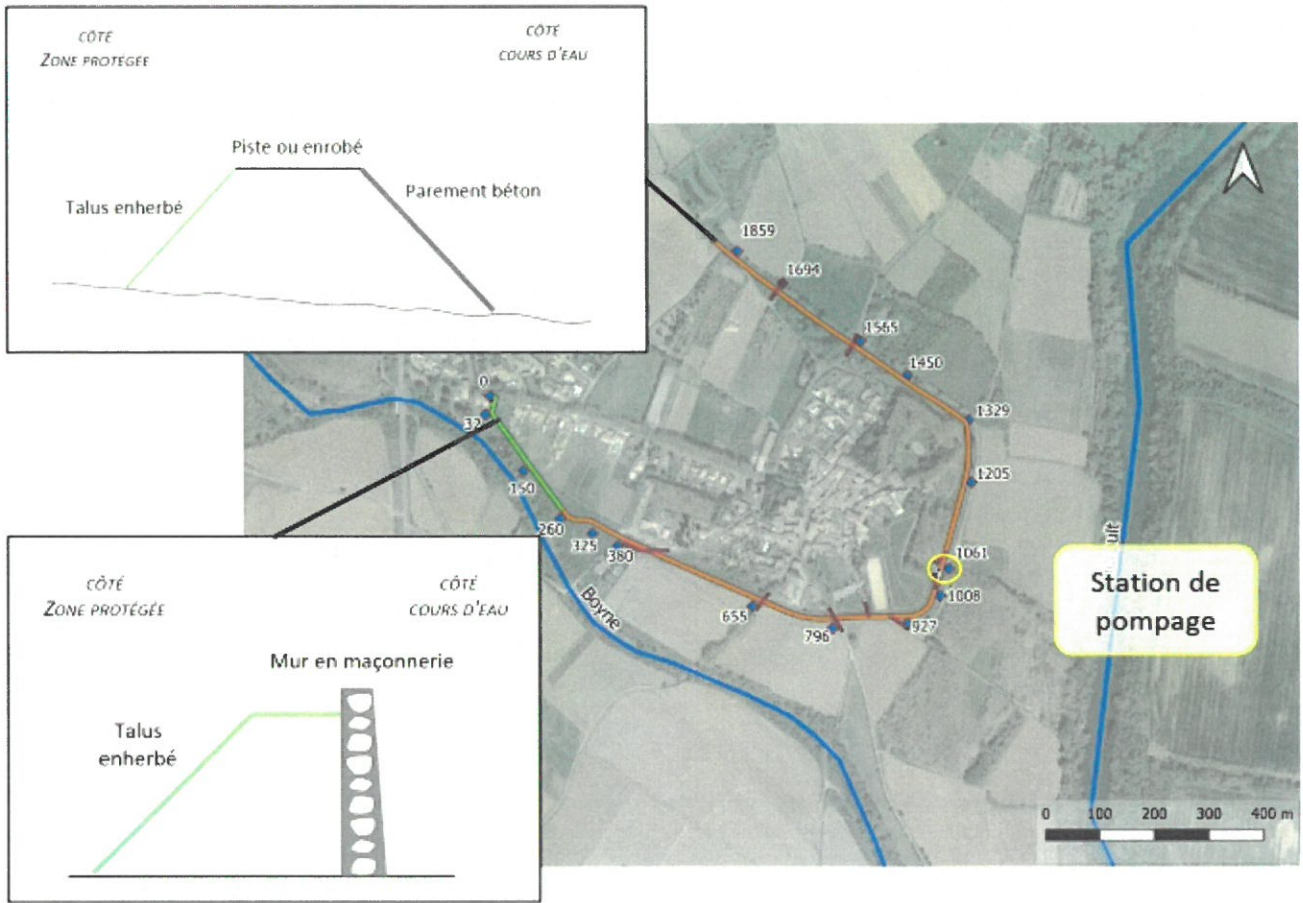 CÔTÉ
ZONE PROTÉGÉE
CÔTÉ
COURS D'EAU
Piste ou enrobé
Talus enherbé
Parement béton
1859
1694
1565
1450
1329
1205
0
32
150
260
325
380
1061
1008
655
796
927
Boyne
Station de
pompage
0 100 200 300 400 m
CÔTÉ
ZONE PROTÉGÉE
CÔTÉ
COURS D'EAU
Mur en maçonnerie
Talus
enherbé